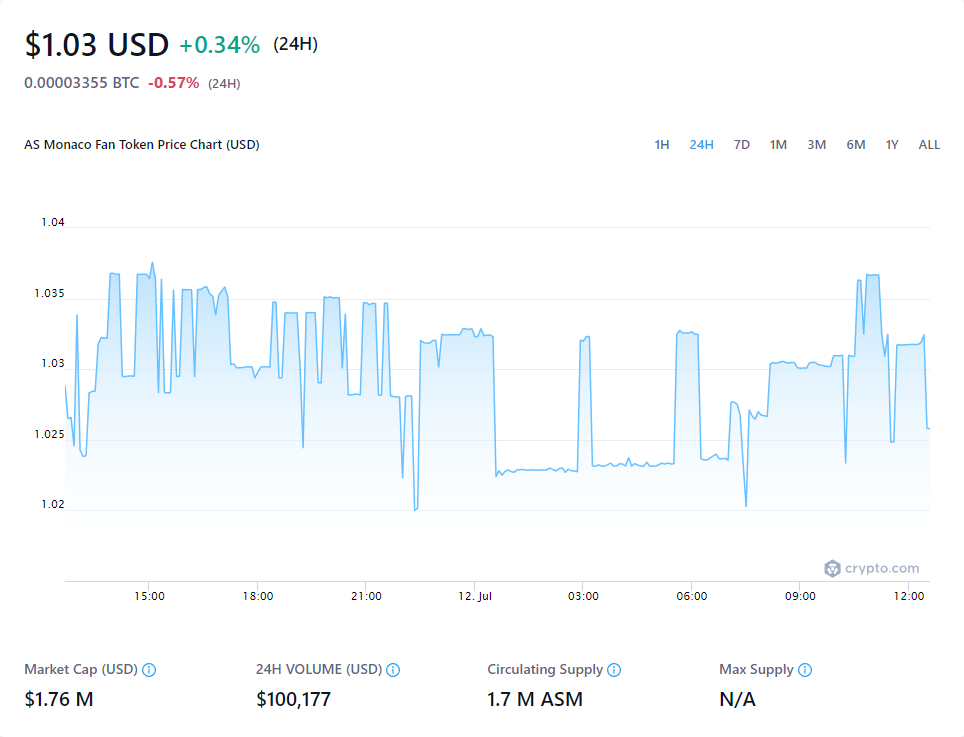 $1.03 USD +0.34% (24H)
0.00003355 BTC -0.57% (24H)
AS Monaco Fan Token Price Chart (USD)
1H 24H 7D 1M 3M 6M 1Y ALL
1.04
1.035
1.03
1.025
1.02
crypto.com
15:00 18:00 21:00 12. Jul 03:00 06:00 09:00 12:00
Market Cap (USD) 24H VOLUME (USD) Circulating Supply Max Supply
$1.76 M $100,177 1.7 M ASM N/A